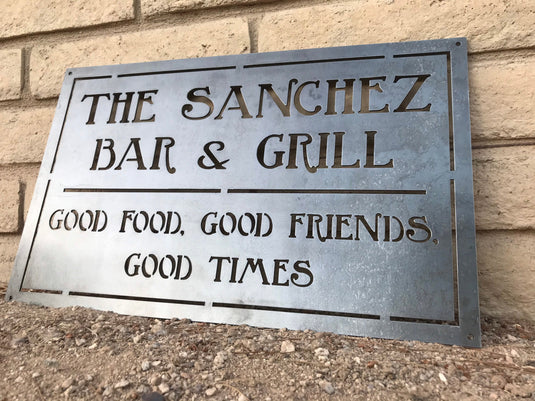 THE SANCHEZ
BAR & GRILL
GOOD FOOD, GOOD FRIENDS,
GOOD TIMES